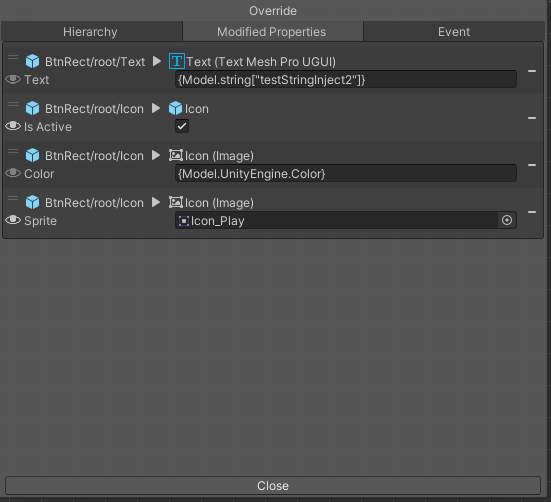 Override
Hierarchy
Modified Properties
Event
BtnRect/root/Text
Text (Text Mesh Pro UGUI)
Text
{Model.string["testStringInject2"]}
BtnRect/root/Icon
Icon
Is Active
BtnRect/root/Icon
Icon (Image)
Color
{Model.UnityEngine.Color}
BtnRect/root/Icon
Icon (Image)
Sprite
Icon_Play
Close